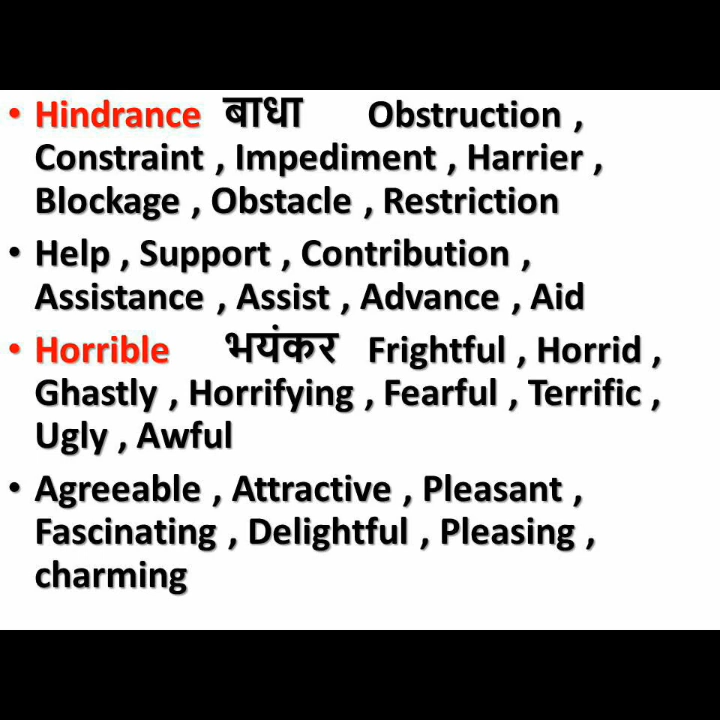 • Hindrance बाधा Obstruction ,
Constraint , Impediment , Harrier ,
Blockage , Obstacle , Restriction
• Help , Support , Contribution ,
Assistance , Assist , Advance , Aid
• Horrible भयंकर Frightful , Horrid ,
Ghastly , Horrifying , Fearful , Terrific ,
Ugly , Awful
• Agreeable , Attractive , Pleasant ,
Fascinating , Delightful , Pleasing ,
charming